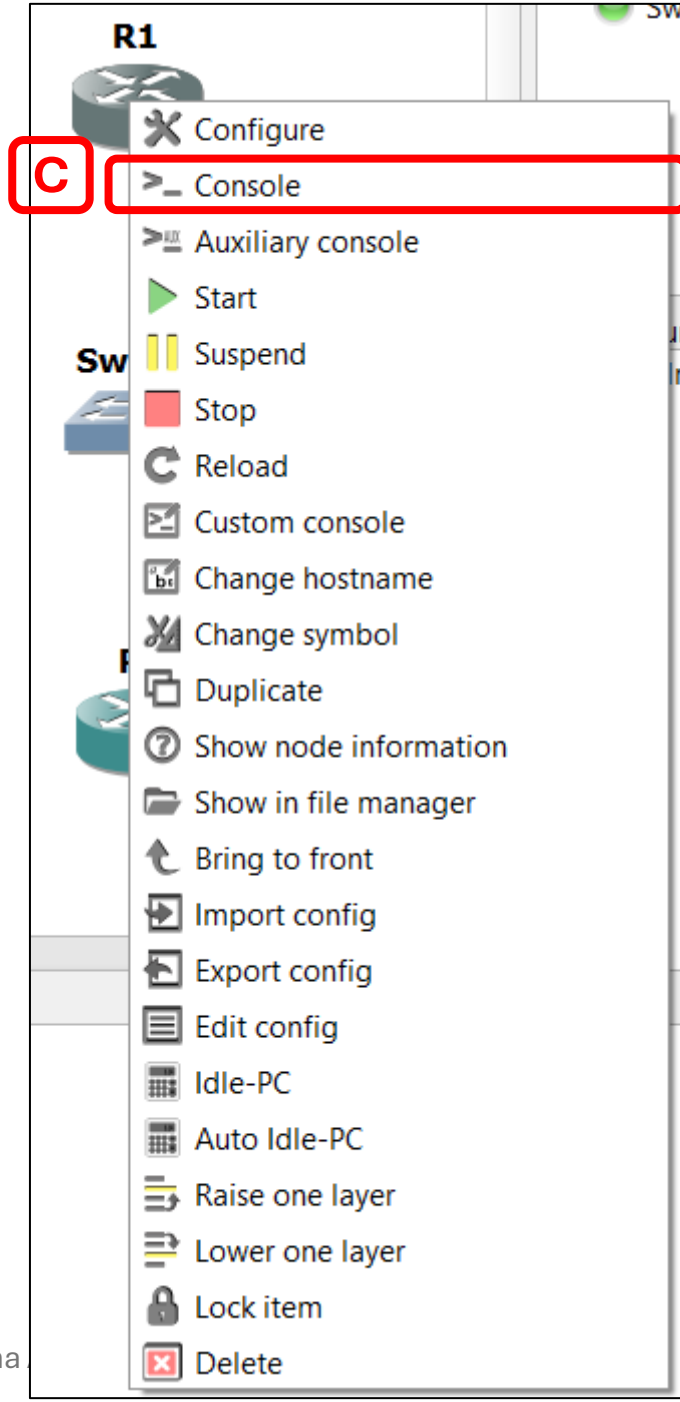 Sw
R1
Configure
C
Console
Auxiliary console
Start
Suspend
Sw
Stop
Reload
Custom console
Change hostname
Change symbol
Duplicate
Show node information
Show in file manager
Bring to front
Import config
Export config
Edit config
Idle-PC
Auto Idle-PC
Raise one layer
Lower one layer
Lock item
Delete